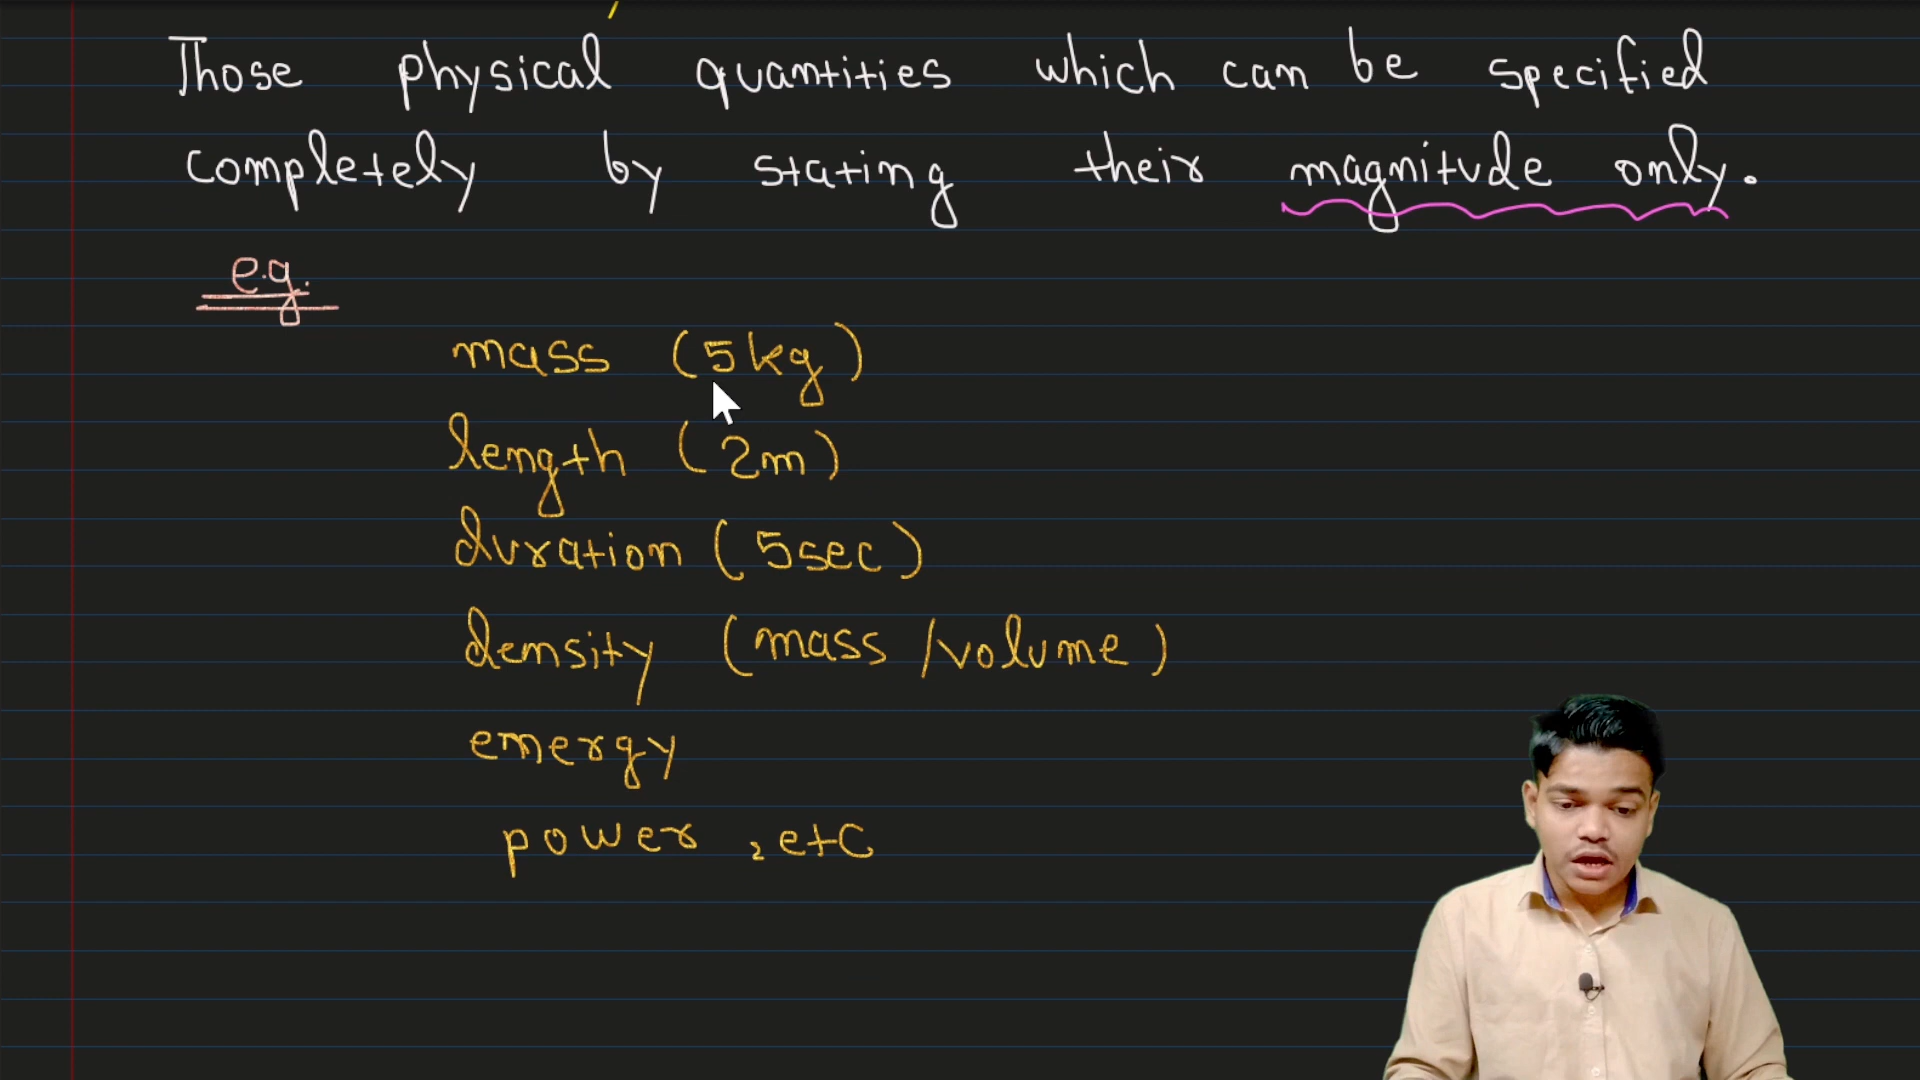 Those physical quantities which can be specified
completely by stating their magnitude only.
e.g.
mass (5kg)
length (2m)
duration (5sec)
density (mass /volume)
energy
power, etc